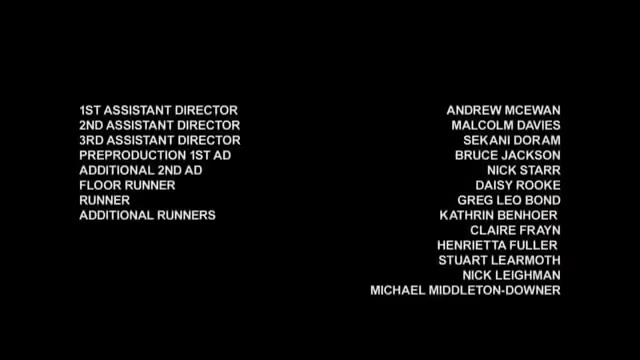 1ST ASSISTANT DIRECTOR ANDREW MCEWAN
2ND ASSISTANT DIRECTOR MALCOLM DAVIES
3RD ASSISTANT DIRECTOR SEKANI DORAM
PREPRODUCTION 1ST AD BRUCE JACKSON
ADDITIONAL 2ND AD NICK STARR
FLOOR RUNNER DAISY ROOKE
RUNNER GREG LEO BOND
ADDITIONAL RUNNERS KATHRIN BENHOER
CLAIRE FRAYN
HENRIETTA FULLER
STUART LEARMOTH
NICK LEIGHMAN
MICHAEL MIDDLETON-DOWNER